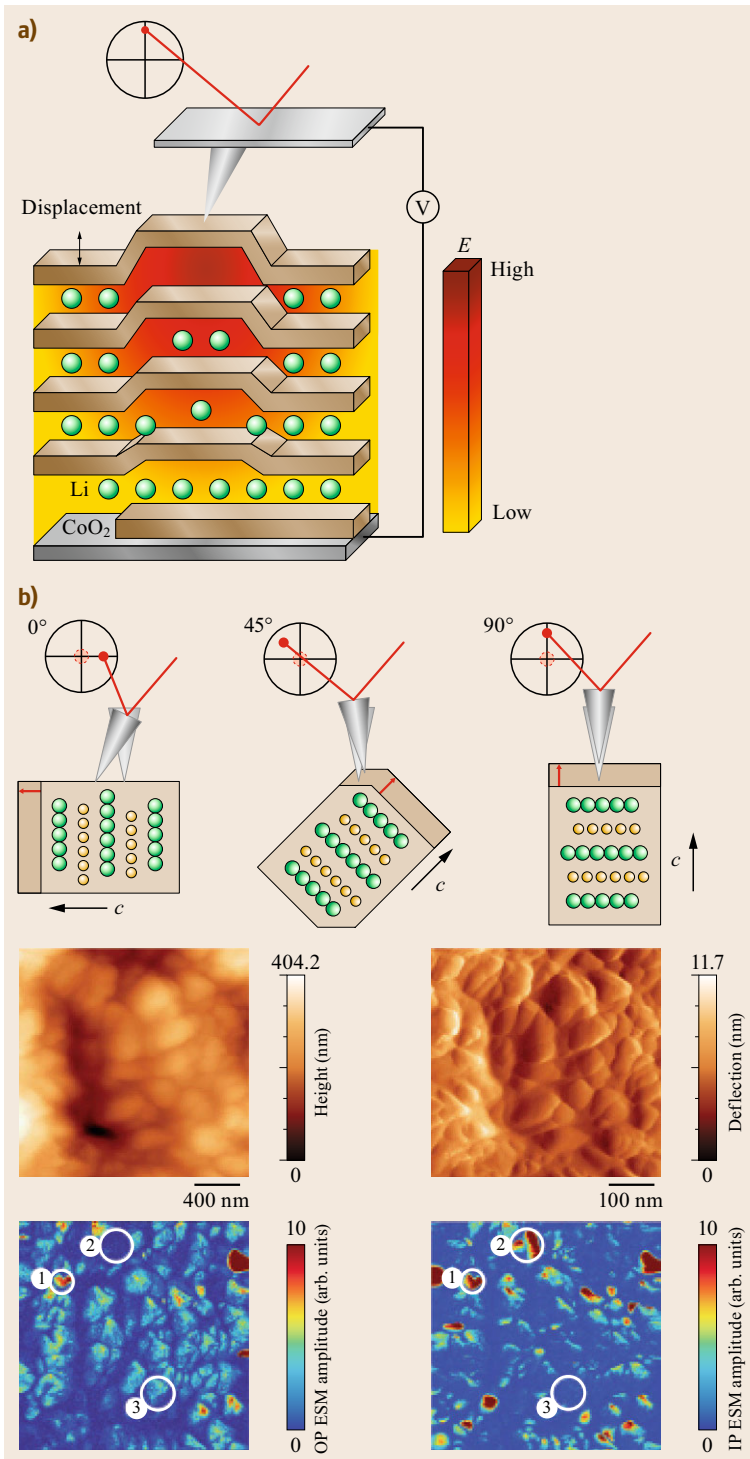 a)
Displacement
V
E
High
Low
Li
CoO₂
b)
0°
45°
90°
c
c
c
404.2
Height (nm)
0
400 nm
11.7
Deflection (nm)
0
100 nm
2
1
3
10
OP ESM amplitude (arb. units)
0
2
1
3
10
IP ESM amplitude (arb. units)
0